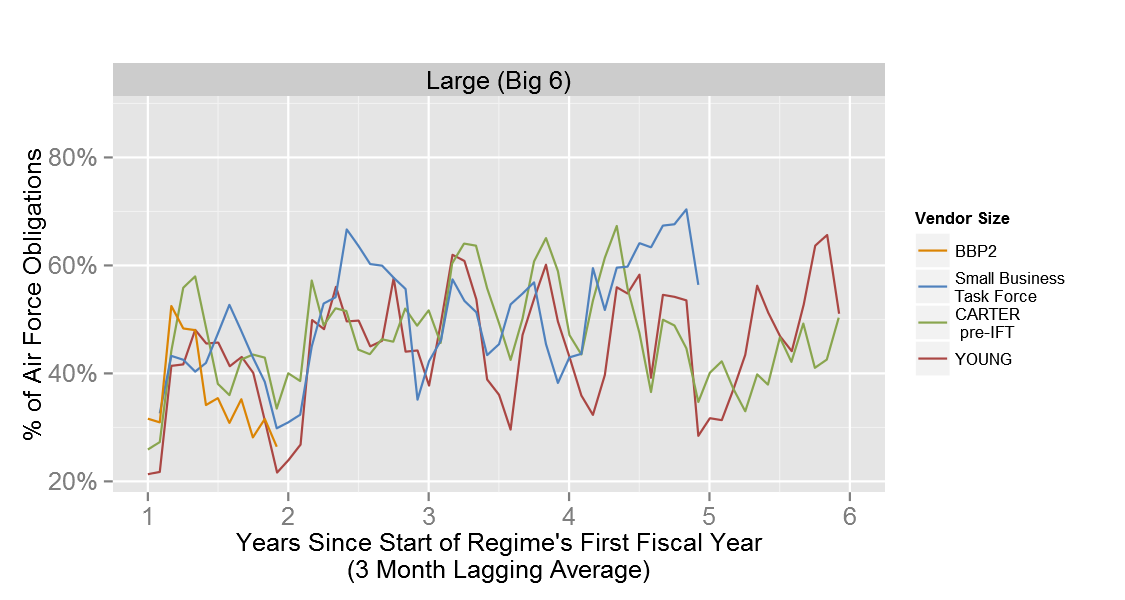 Large (Big 6)
% of Air Force Obligations
80%
60%
40%
20%
1 2 3 4 5 6
Years Since Start of Regime's First Fiscal Year
(3 Month Lagging Average)
Vendor Size
BBP2
Small Business
Task Force
CARTER
pre-IFT
YOUNG